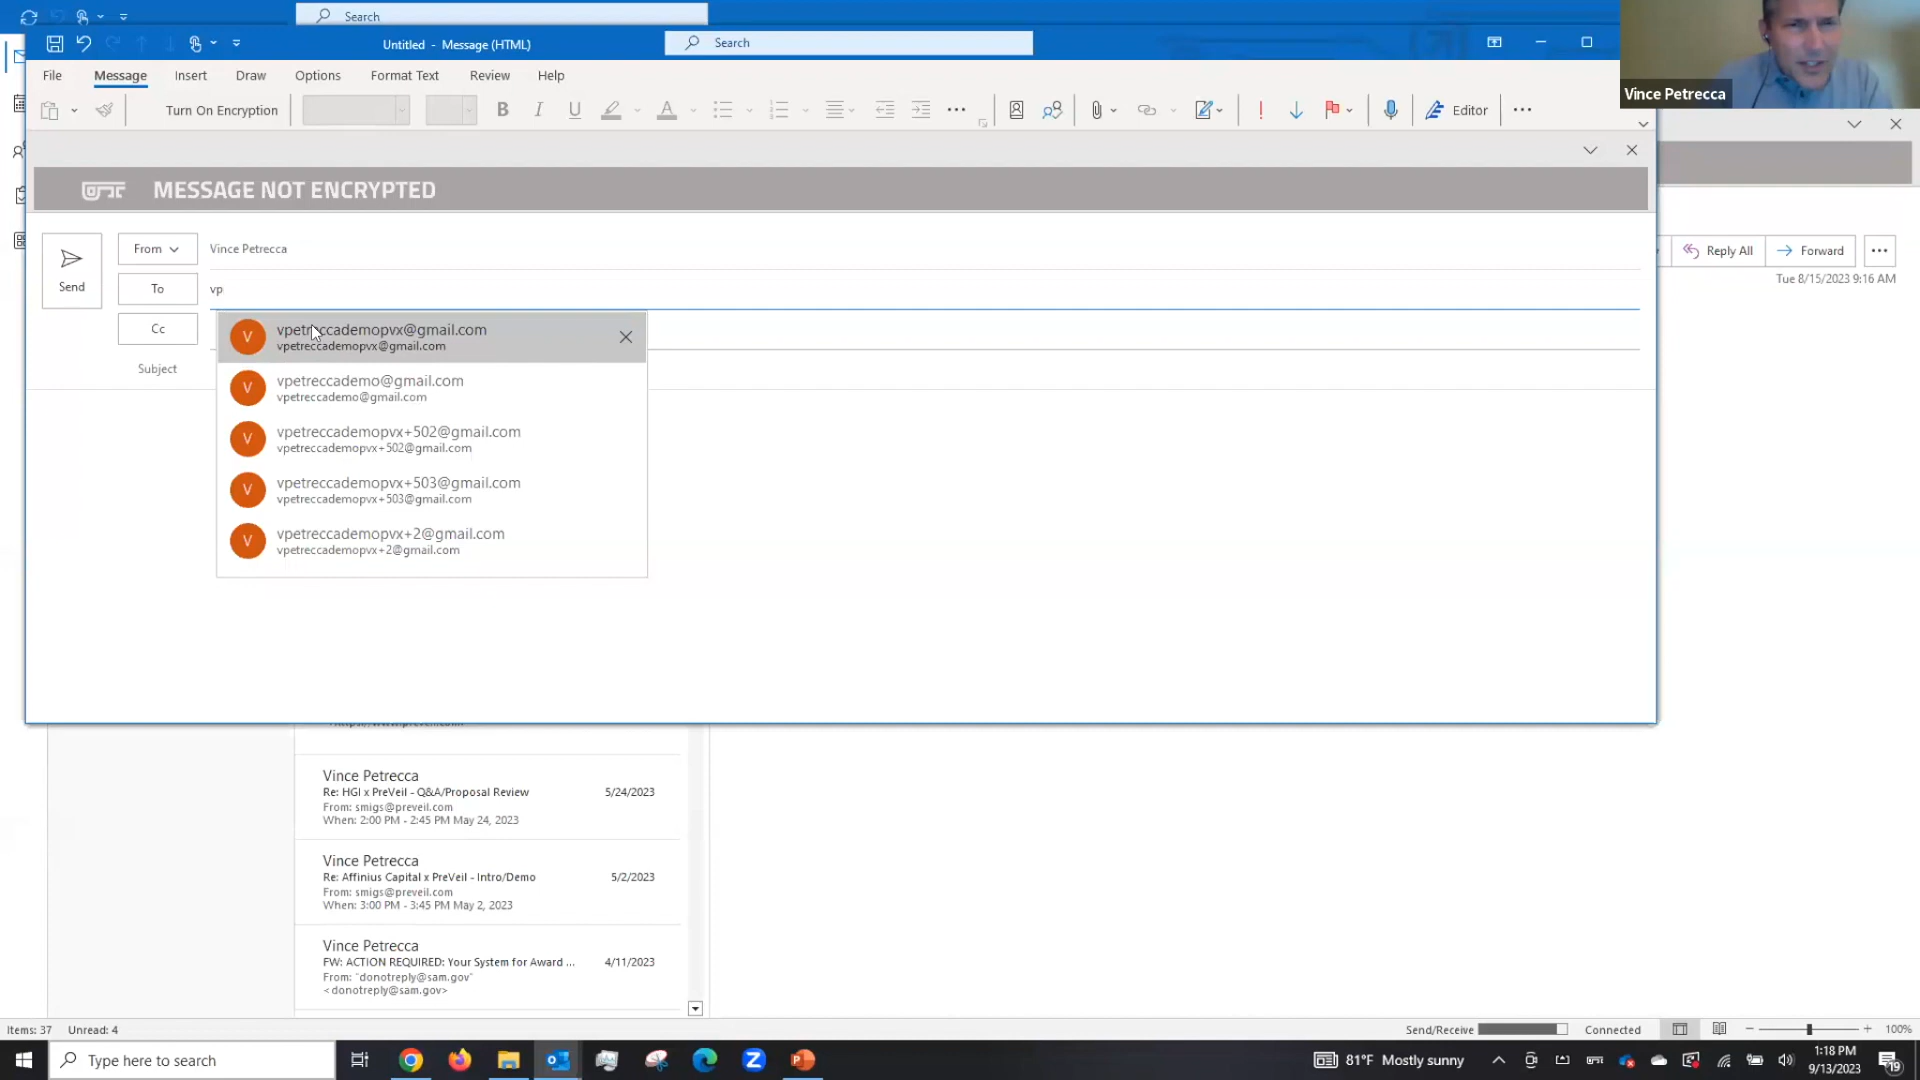 Search
Untitled - Message (HTML)
Search
File Message Insert Draw Options Format Text Review Help
Turn On Encryption
Editor
MESSAGE NOT ENCRYPTED
Vince Petrecca
Send
From
Vince Petrecca
To
vp
Cc
Subject
vpetreccademopvx@gmail.com
vpetreccademopvx@gmail.com
vpetreccademo@gmail.com
vpetreccademo@gmail.com
vpetreccademopvx+502@gmail.com
vpetreccademopvx+502@gmail.com
vpetreccademopvx+503@gmail.com
vpetreccademopvx+503@gmail.com
vpetreccademopvx+2@gmail.com
vpetreccademopvx+2@gmail.com
Reply All
Forward
Tue 8/15/2023 9:16 AM
Vince Petrecca
Re: HGI x PreVeil - Q&A/Proposal Review 5/24/2023
From: smigs@preveil.com
When: 2:00 PM - 2:45 PM May 24, 2023
Vince Petrecca
Re: Affinius Capital x PreVeil - Intro/Demo 5/2/2023
From: smigs@preveil.com
When: 3:00 PM - 3:45 PM May 2, 2023
Vince Petrecca
FW: ACTION REQUIRED: Your System for Award ... 4/11/2023
From: "donotreply@sam.gov"
<donotreply@sam.gov>
Items: 37 Unread: 4
Send/Receive
Connected
100%
Type here to search
81°F Mostly sunny
1:18 PM
9/13/2023
19